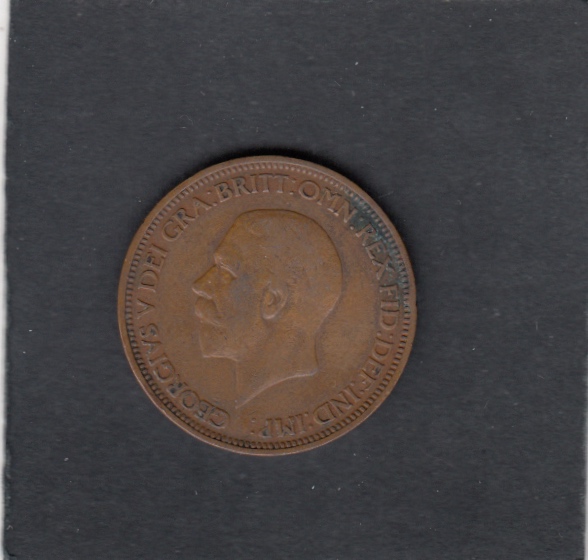 GEORGIVS V DEI GRA:BRITT:OMN:REX FID:DEF:IND:IMP: